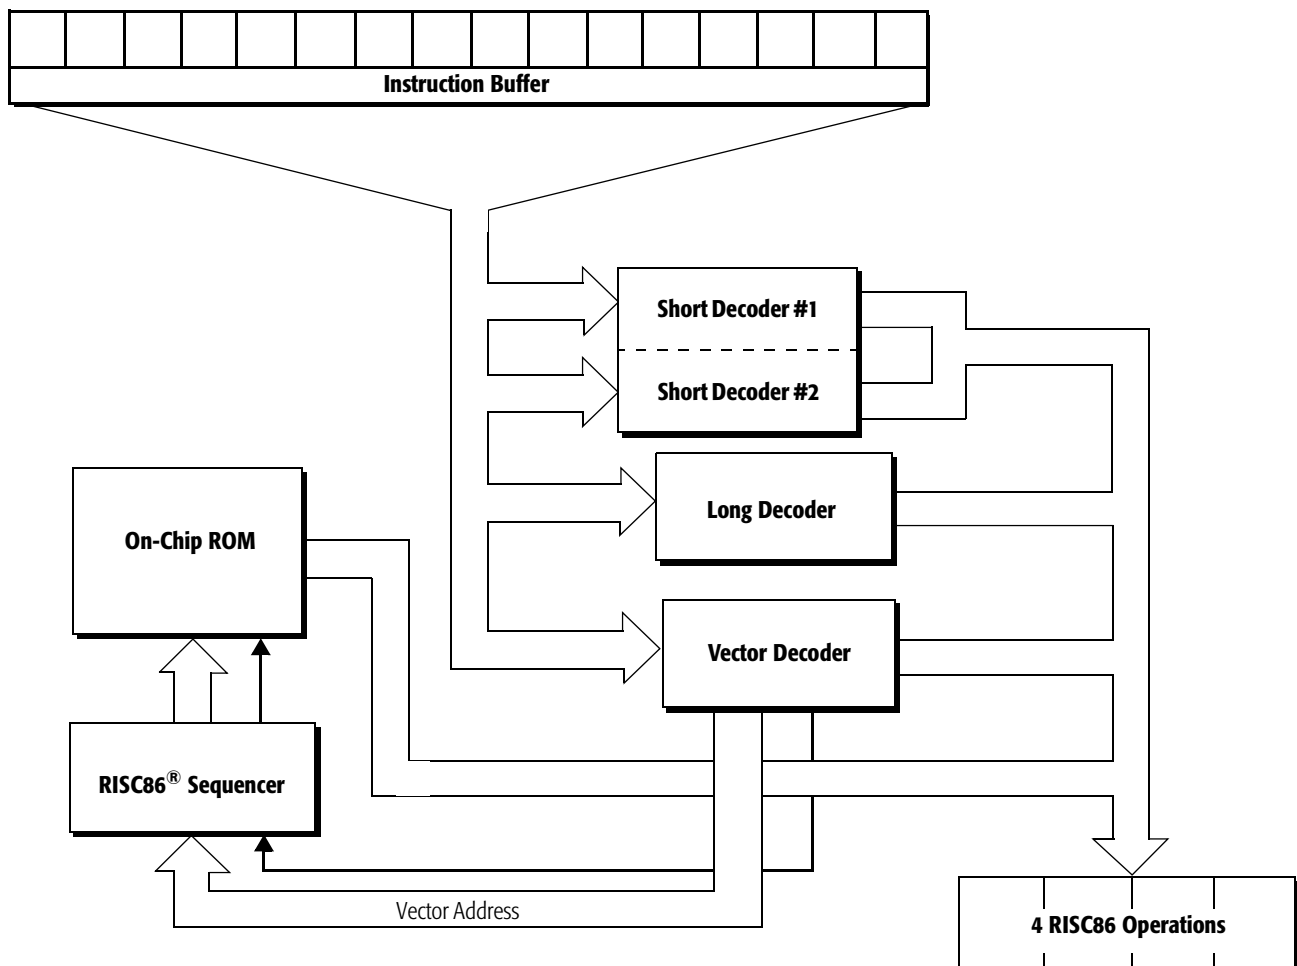 Instruction Buffer
Short Decoder #1
Short Decoder #2
Long Decoder
On-Chip ROM
Vector Decoder
RISC86® Sequencer
Vector Address
4 RISC86 Operations